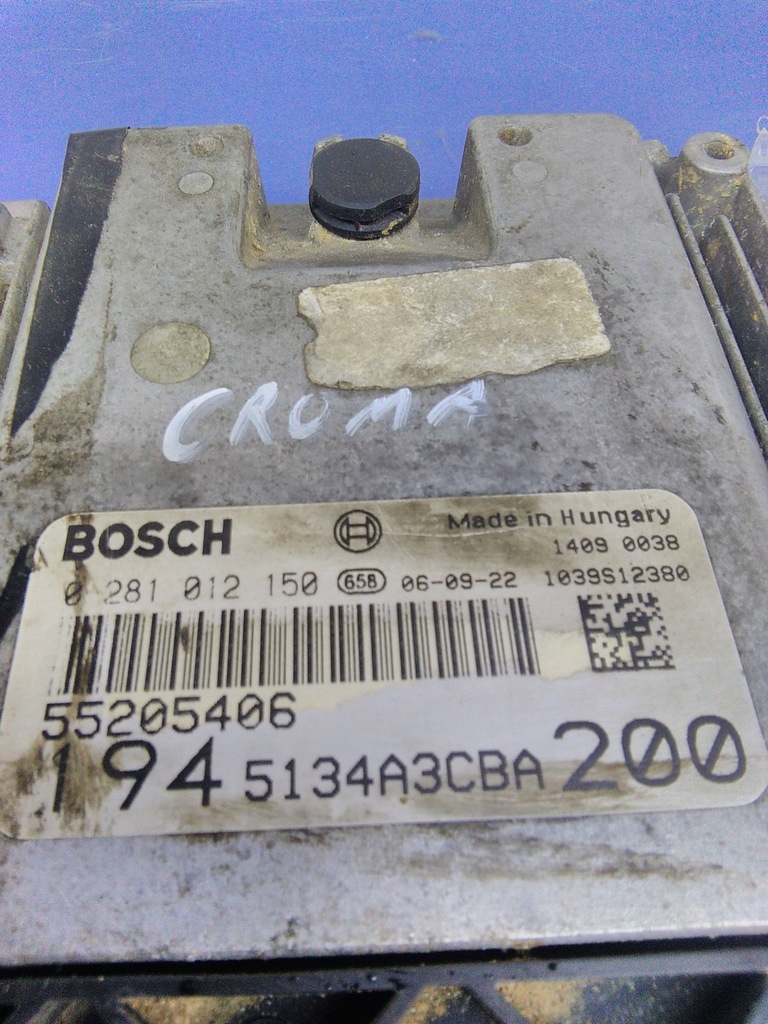 CROMA
BOSCH
Made in Hungary
1409 0038
0 281 012 150 658 06-09-22 1039S12380
55205406
194 5134A3CBA 200